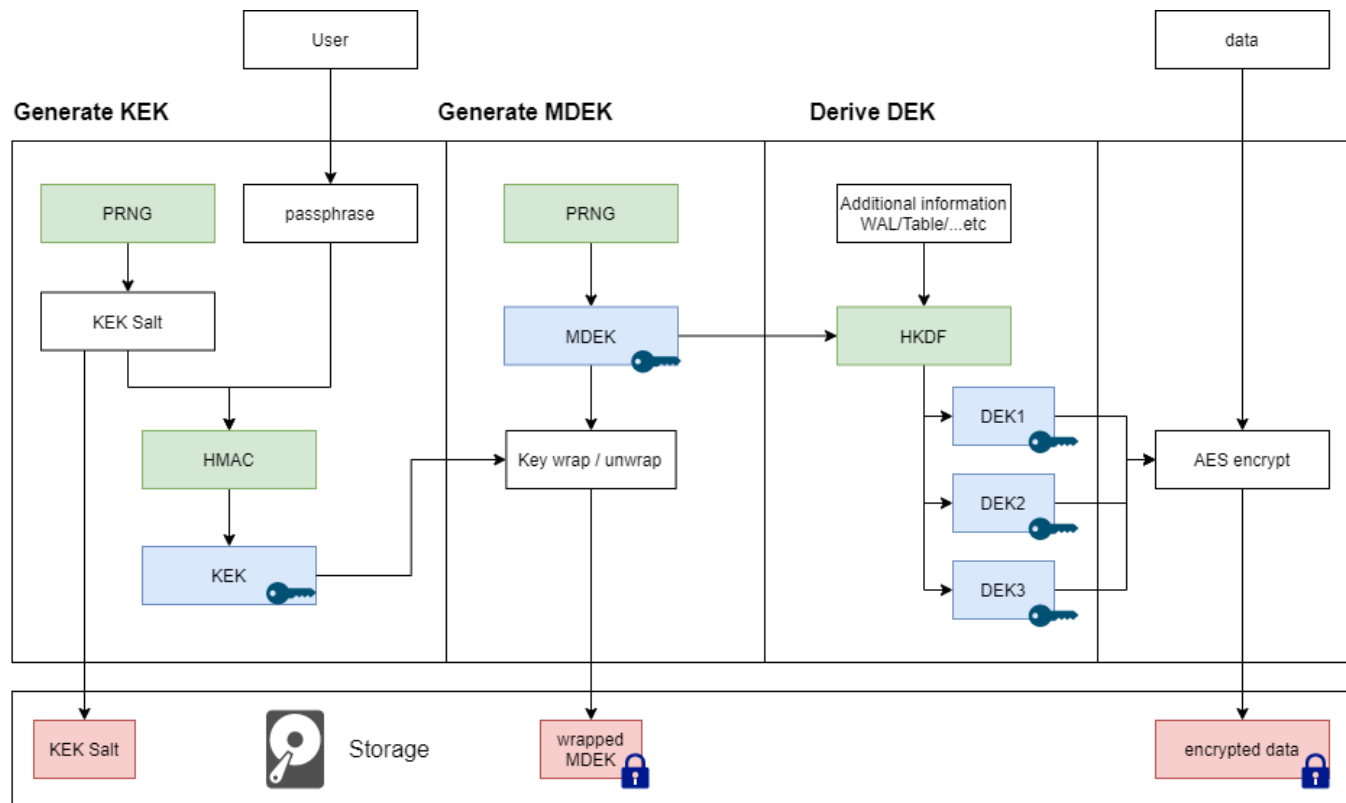 User
data
Generate KEK
Generate MDEK
Derive DEK
PRNG
passphrase
PRNG
Additional information
WAL/Table/...etc
KEK Salt
MDEK
HKDF
DEK1
HMAC
Key wrap / unwrap
AES encrypt
DEK2
KEK
DEK3
KEK Salt
Storage
wrapped
MDEK
encrypted data